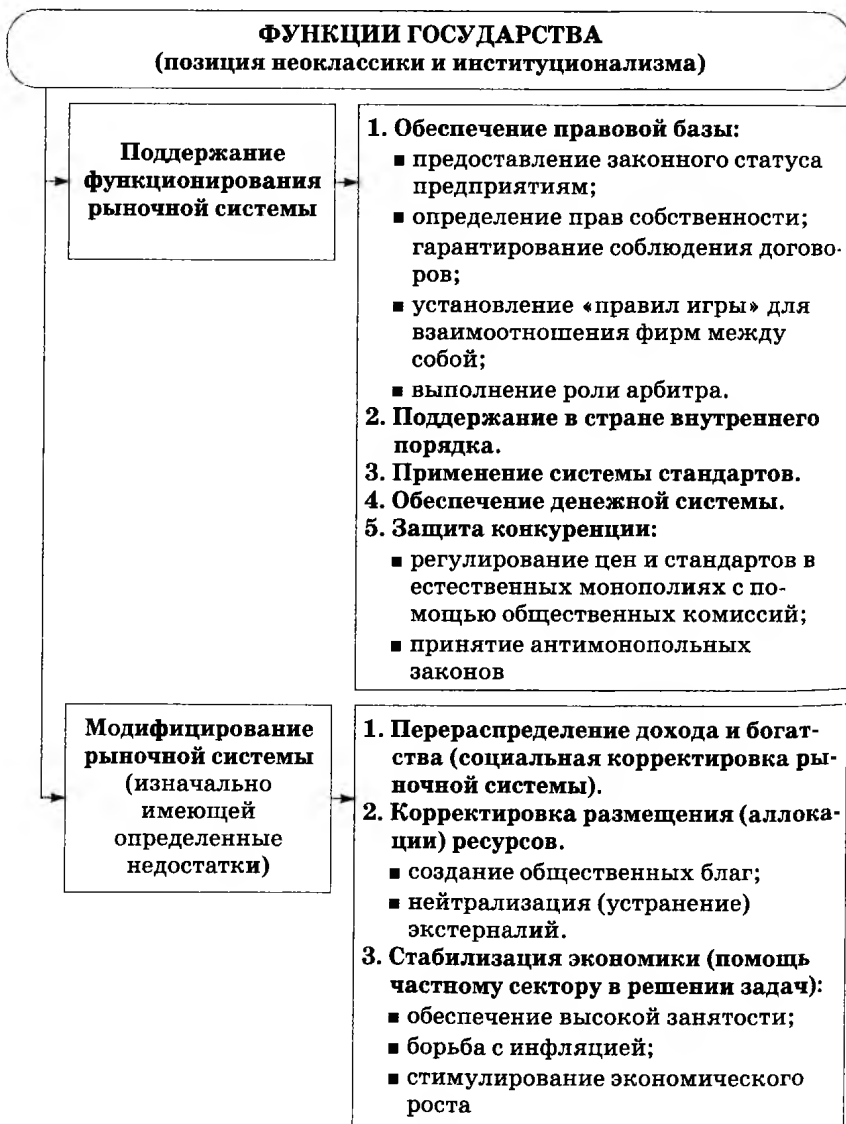 ФУНКЦИИ ГОСУДАРСТВА
(позиция неоклассики и институционализма)
Поддержание
функционирования
рыночной системы
1. Обеспечение правовой базы:
■ предоставление законного статуса
предприятиям;
■ определение прав собственности;
гарантирование соблюдения догово-
ров;
■ установление «правил игры» для
взаимоотношения фирм между
собой;
■ выполнение роли арбитра.
2. Поддержание в стране внутреннего
порядка.
3. Применение системы стандартов.
4. Обеспечение денежной системы.
5. Защита конкуренции:
■ регулирование цен и стандартов в
естественных монополиях с по-
мощью общественных комиссий;
■ принятие антимонопольных
законов
Модифицирование
рыночной системы
(изначально
имеющей
определенные
недостатки)
1. Перераспределение дохода и богат-
ства (социальная корректировка ры-
ночной системы).
2. Корректировка размещения (аллока-
ции) ресурсов.
■ создание общественных благ;
■ нейтрализация (устранение)
экстерналий.
3. Стабилизация экономики (помощь
частному сектору в решении задач):
■ обеспечение высокой занятости;
■ борьба с инфляцией;
■ стимулирование экономического
роста